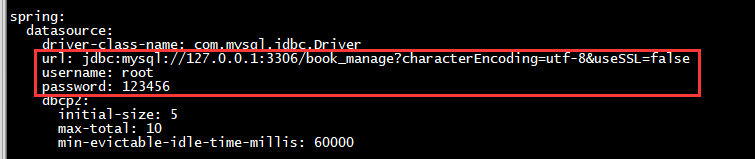 spring:
datasource:
driver-class-name: com.mysql.jdbc.Driver
url: jdbc:mysql://127.0.0.1:3306/book_manage?characterEncoding=utf-8&useSSL=false
username: root
password: 123456
dbcp2:
initial-size: 5
max-total: 10
min-evictable-idle-time-millis: 60000